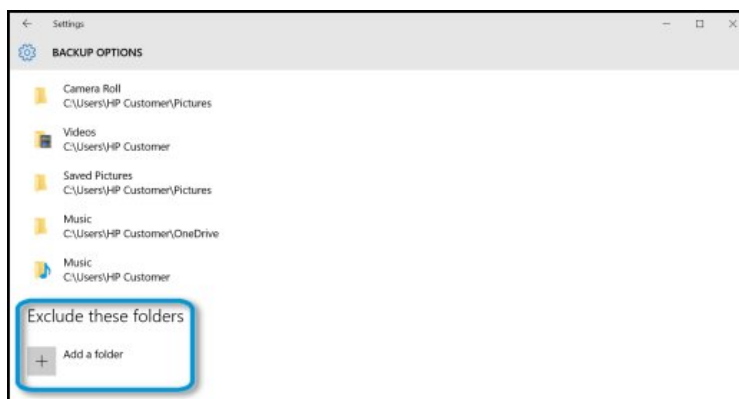 Settings
BACKUP OPTIONS
Camera Roll
C:\Users\HP Customer\Pictures
Videos
C:\Users\HP Customer
Saved Pictures
C:\Users\HP Customer\Pictures
Music
C:\Users\HP Customer\OneDrive
Music
C:\Users\HP Customer
Exclude these folders
Add a folder